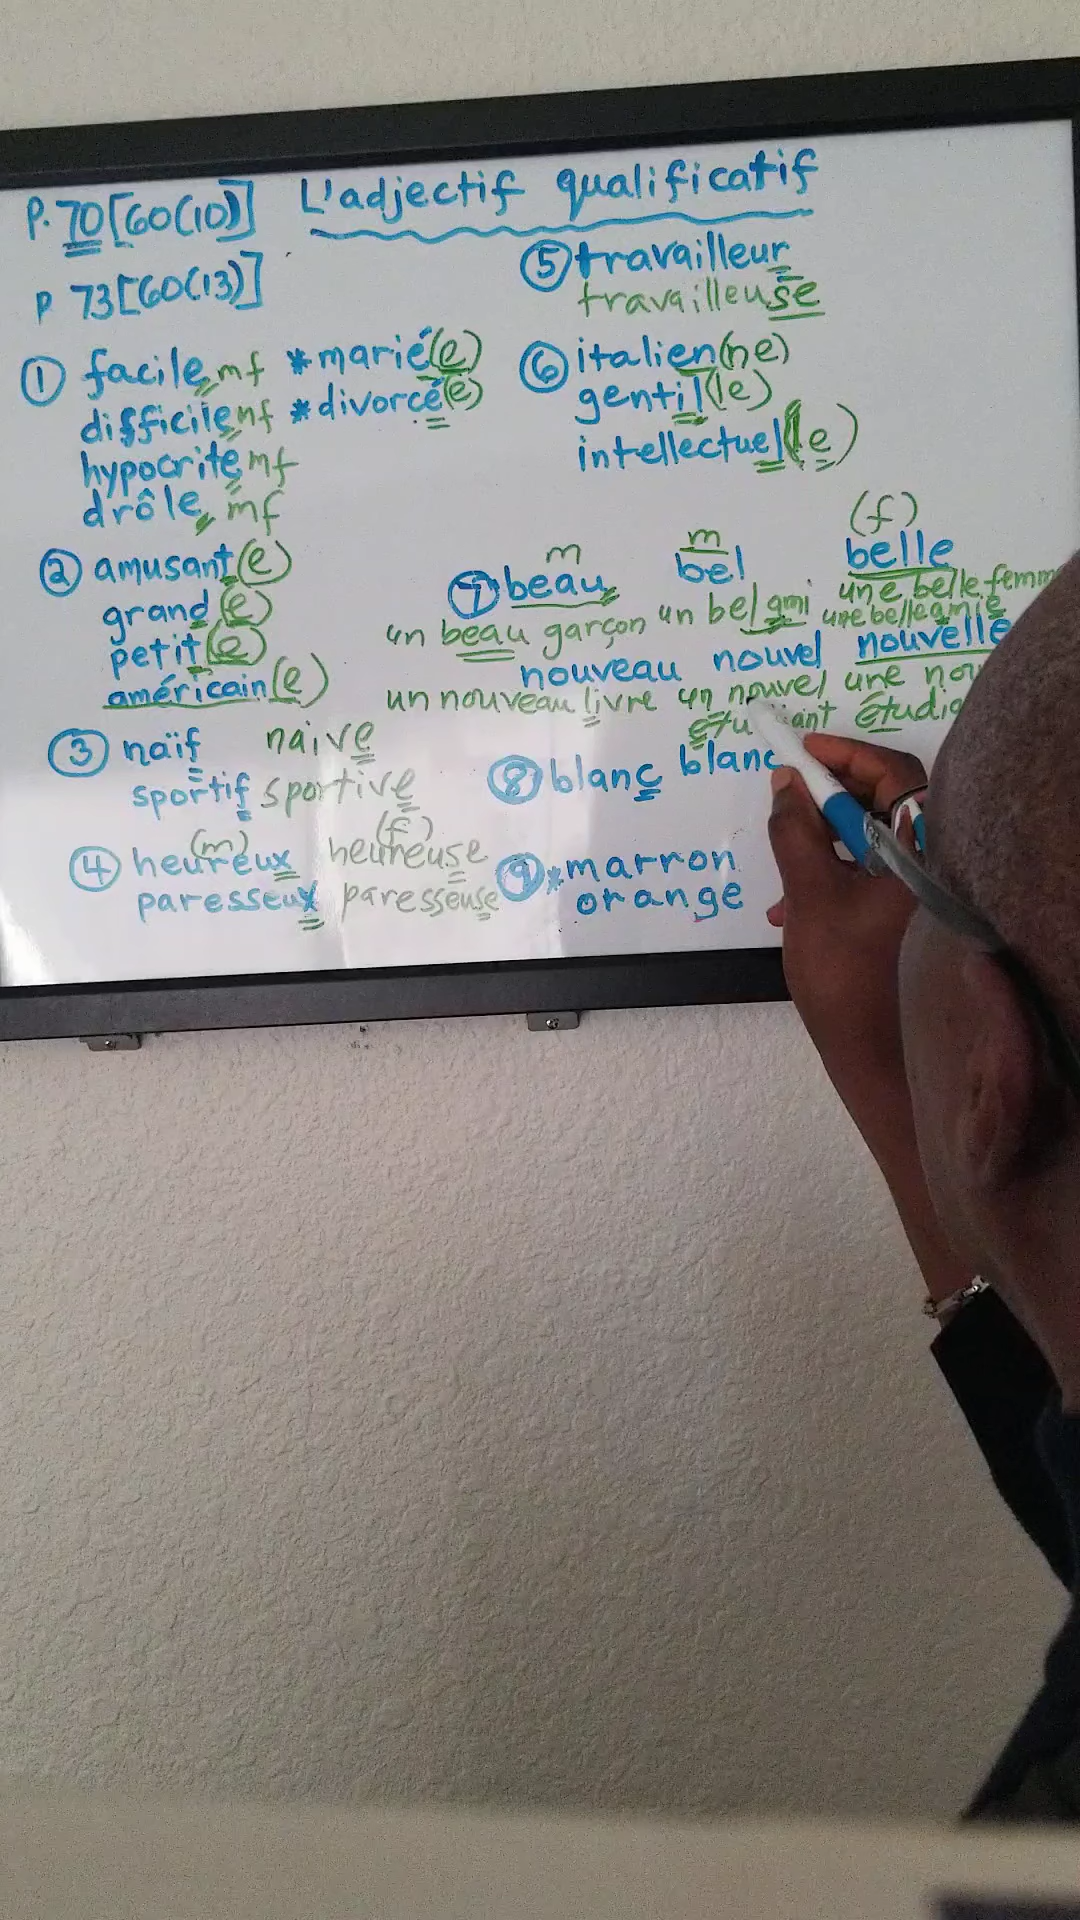 P. 70[60(10)] L'adjectif qualificatif
P 73[60(13)]
① facile mf *marié(e)
difficile mf *divorcé(e)
hypocrite mf
drôle mf
② amusant(e)
grand(e)
petit(e)
américain(e)
③ naïf naive
sportif sportive
(m) (f)
④ heureux heureuse
paresseux paresseuse
⑤ travailleur
travailleuse
⑥ italien(ne)
gentil(le)
intellectuel(le)
m m (f)
⑦ beau bel belle
un beau garçon un bel ami une belle femme
une belle amie
nouveau nouvel nouvelle
un nouveau livre un nouvel une
étudiant
⑧ blanc
⑨ *marron
orange